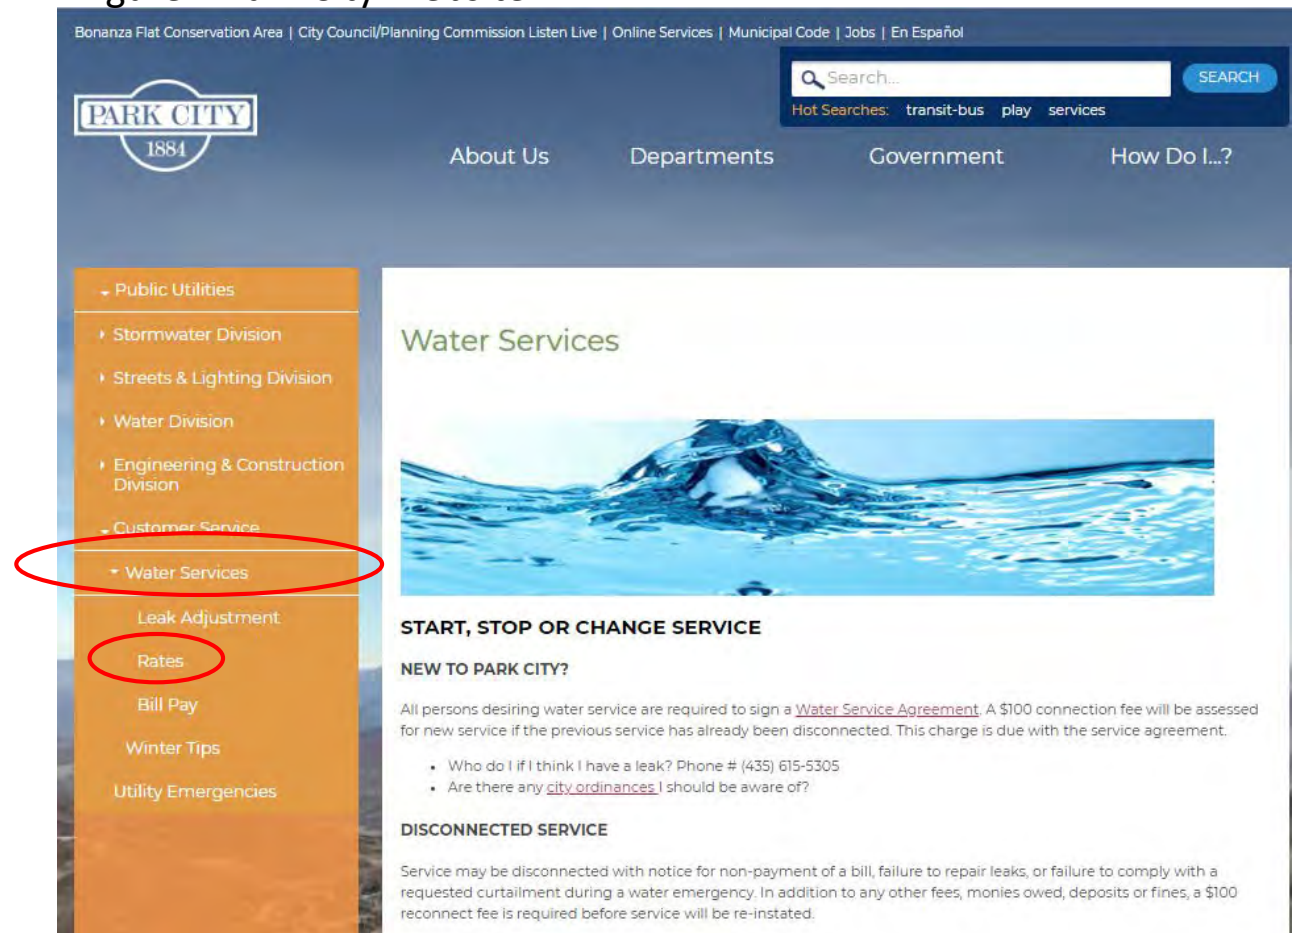 Bonanza Flat Conservation Area | City Council/Planning Commission Listen Live | Online Services | Municipal Code | Jobs | En Español
Search...
SEARCH
Hot Searches: transit-bus play services
PARK CITY
1884
About Us Departments Government How Do I...?
Public Utilities
Stormwater Division
Streets & Lighting Division
Water Division
Engineering & Construction
Division
Customer Service
Water Services
Leak Adjustment
Rates
Bill Pay
Winter Tips
Utility Emergencies
Water Services
START, STOP OR CHANGE SERVICE
NEW TO PARK CITY?
All persons desiring water service are required to sign a Water Service Agreement. A $100 connection fee will be assessed
for new service if the previous service has already been disconnected. This charge is due with the service agreement.
• Who do I if I think I have a leak? Phone # (435) 615-5305
• Are there any city ordinances I should be aware of?
DISCONNECTED SERVICE
Service may be disconnected with notice for non-payment of a bill, failure to repair leaks, or failure to comply with a
requested curtailment during a water emergency. In addition to any other fees, monies owed, deposits or fines, a $100
reconnect fee is required before service will be re-instated.